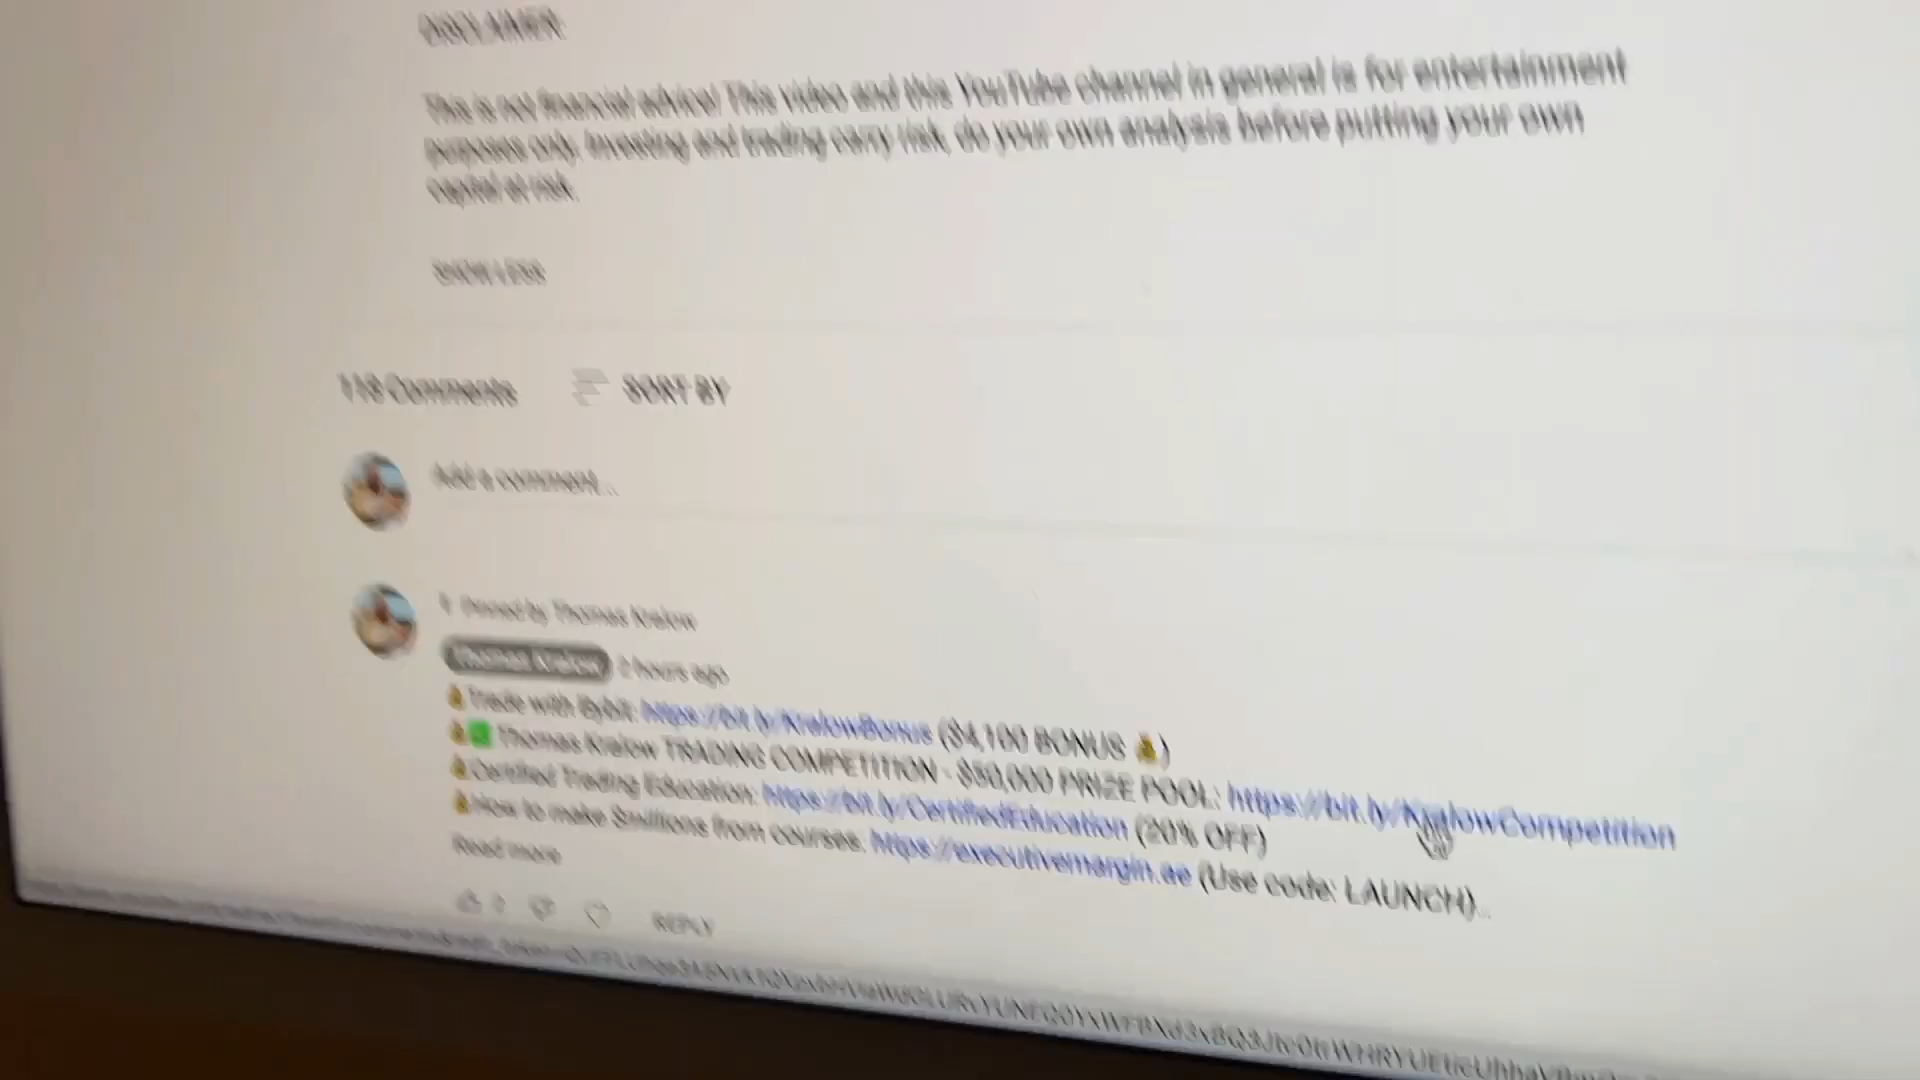 DISCLAIMER:
This is not financial advice! This video and this YouTube channel in general is for entertainment
purposes only. Investing and trading carry risk, do your own analysis before putting your own
capital at risk.
SHOW LESS
118 Comments SORT BY
Add a comment...
Pinned by Thomas Kralow
Thomas Kralow 2 hours ago
Trade with Bybit: https://bit.ly/KralowBonus ($4,100 BONUS 💰)
Thomas Kralow TRADING COMPETITION - $50,000 PRIZE POOL: https://bit.ly/KralowCompetition
Certified Trading Education: https://bit.ly/CertifiedEducation (20% OFF)
How to make $millions from courses: https://executivemargin.ae (Use code: LAUNCH)...
Read more
REPLY